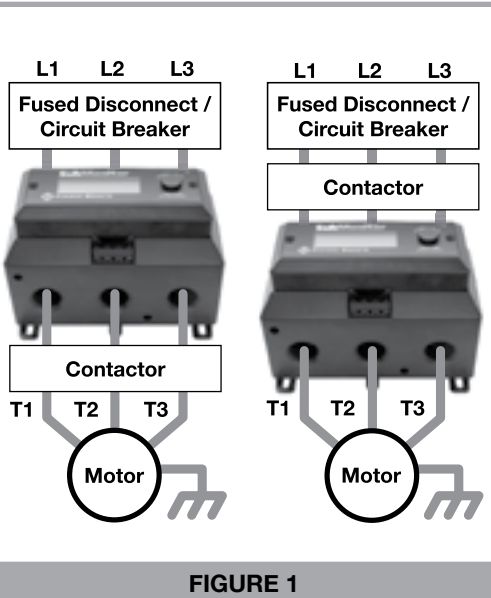 L1 L2 L3
Fused Disconnect /
Circuit Breaker
Contactor
T1 T2 T3
Motor
L1 L2 L3
Fused Disconnect /
Circuit Breaker
Contactor
T1 T2 T3
Motor
FIGURE 1